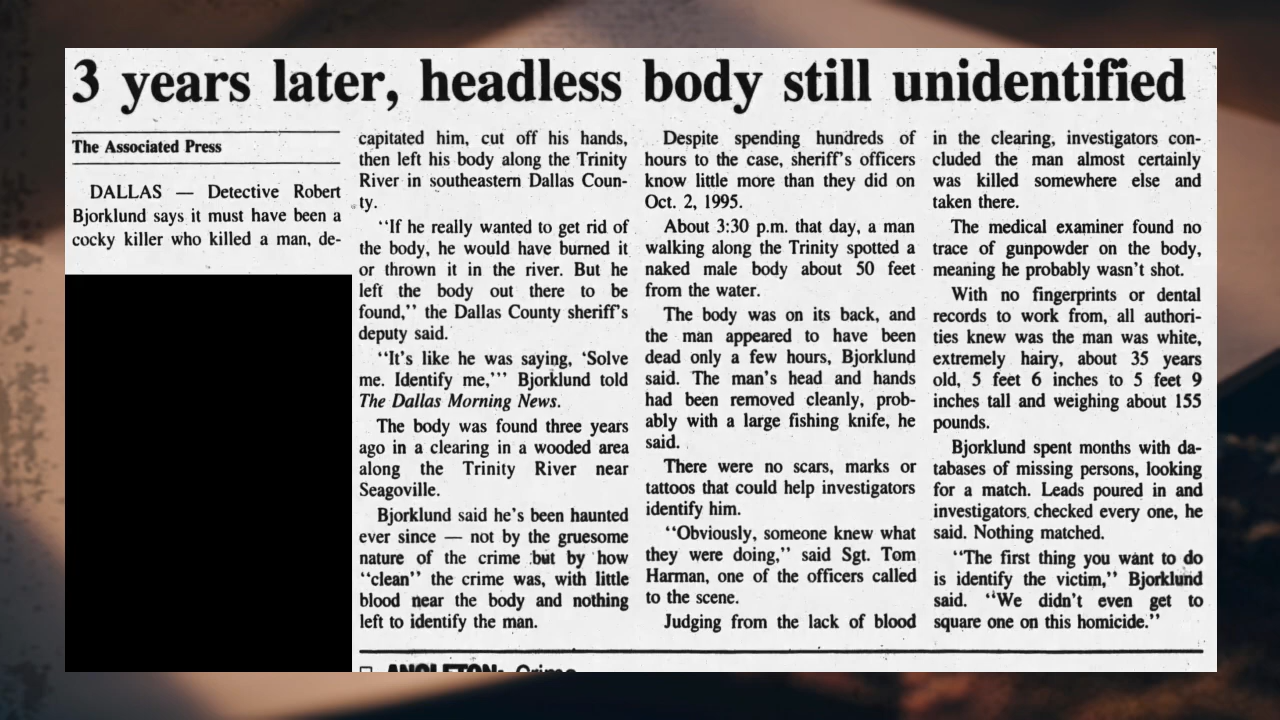 3 years later, headless body still unidentified
The Associated Press
DALLAS — Detective Robert
Bjorklund says it must have been a
cocky killer who killed a man, de-
capitated him, cut off his hands,
then left his body along the Trinity
River in southeastern Dallas Coun-
ty.
“If he really wanted to get rid of
the body, he would have burned it
or thrown it in the river. But he
left the body out there to be
found,” the Dallas County sheriff’s
deputy said.
“It’s like he was saying, ‘Solve
me. Identify me,’” Bjorklund told
The Dallas Morning News.
The body was found three years
ago in a clearing in a wooded area
along the Trinity River near
Seagoville.
Bjorklund said he’s been haunted
ever since — not by the gruesome
nature of the crime but by how
“clean” the crime was, with little
blood near the body and nothing
left to identify the man.
Despite spending hundreds of
hours to the case, sheriff’s officers
know little more than they did on
Oct. 2, 1995.
About 3:30 p.m. that day, a man
walking along the Trinity spotted a
naked male body about 50 feet
from the water.
The body was on its back, and
the man appeared to have been
dead only a few hours, Bjorklund
said. The man’s head and hands
had been removed cleanly, prob-
ably with a large fishing knife, he
said.
There were no scars, marks or
tattoos that could help investigators
identify him.
“Obviously, someone knew what
they were doing,” said Sgt. Tom
Harman, one of the officers called
to the scene.
Judging from the lack of blood
in the clearing, investigators con-
cluded the man almost certainly
was killed somewhere else and
taken there.
The medical examiner found no
trace of gunpowder on the body,
meaning he probably wasn’t shot.
With no fingerprints or dental
records to work from, all authori-
ties knew was the man was white,
extremely hairy, about 35 years
old, 5 feet 6 inches to 5 feet 9
inches tall and weighing about 155
pounds.
Bjorklund spent months with da-
tabases of missing persons, looking
for a match. Leads poured in and
investigators checked every one, he
said. Nothing matched.
“The first thing you want to do
is identify the victim,” Bjorklund
said. “We didn’t even get to
square one on this homicide.”
ANGLETON: Crime